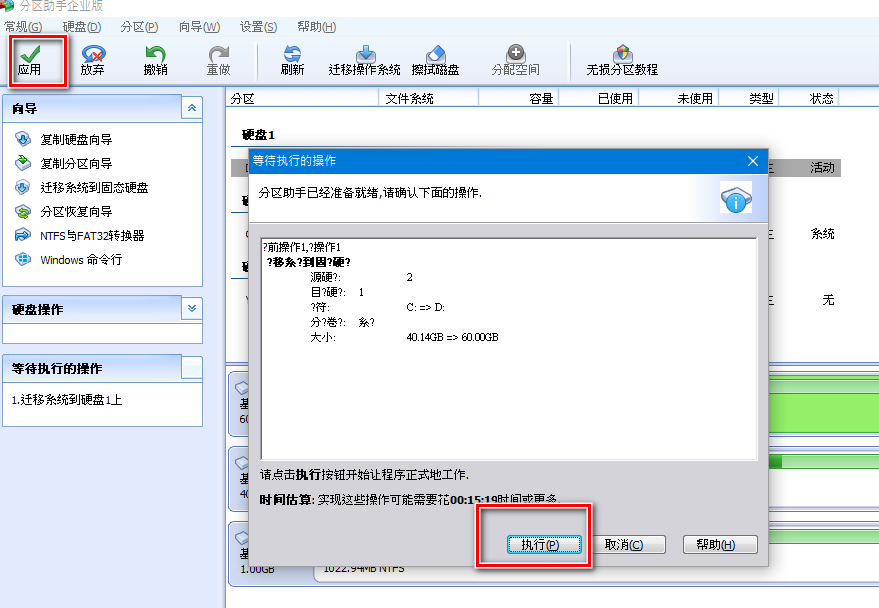 分区助手企业版
常规(G) 硬盘(D) 分区(P) 向导(W) 设置(S) 帮助(H)
应用 放弃 撤销 重做 刷新 迁移操作系统 擦拭磁盘 分配空间 无损分区教程
向导
复制硬盘向导
复制分区向导
迁移系统到固态硬盘
分区恢复向导
NTFS与FAT32转换器
Windows 命令行
硬盘操作
等待执行的操作
1.迁移系统到硬盘1上
分区 文件系统 容量 已使用 未使用 类型 状态
硬盘1
活动
系统
无
等待执行的操作
分区助手已经准备就绪,请确认下面的操作.
?前操作1,?操作1
?移系?到固?硬?
源硬?: 2
目?硬?: 1
?符: C: => D:
分?卷?: 系?
大小: 40.14GB => 60.00GB
请点击执行按钮开始让程序正式地工作.
时间估算: 实现这些操作可能需要花00:15:19时间或更多.
执行(P) 取消(C) 帮助(H)
1.00GB 1022.94MB NTFS